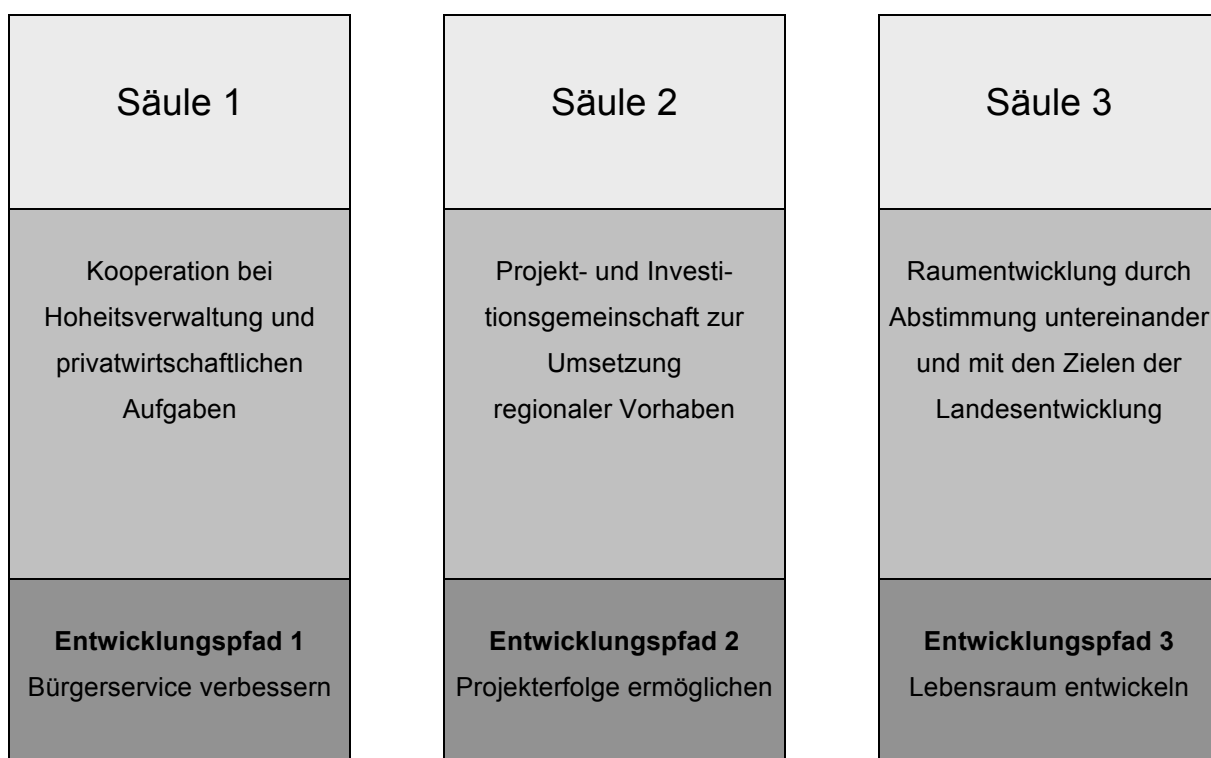 Säule 1
Kooperation bei
Hoheitsverwaltung und
privatwirtschaftlichen
Aufgaben
Entwicklungspfad 1
Bürgerservice verbessern
Säule 2
Projekt- und Investi-
tionsgemeinschaft zur
Umsetzung
regionaler Vorhaben
Entwicklungspfad 2
Projekterfolge ermöglichen
Säule 3
Raumentwicklung durch
Abstimmung untereinander
und mit den Zielen der
Landesentwicklung
Entwicklungspfad 3
Lebensraum entwickeln